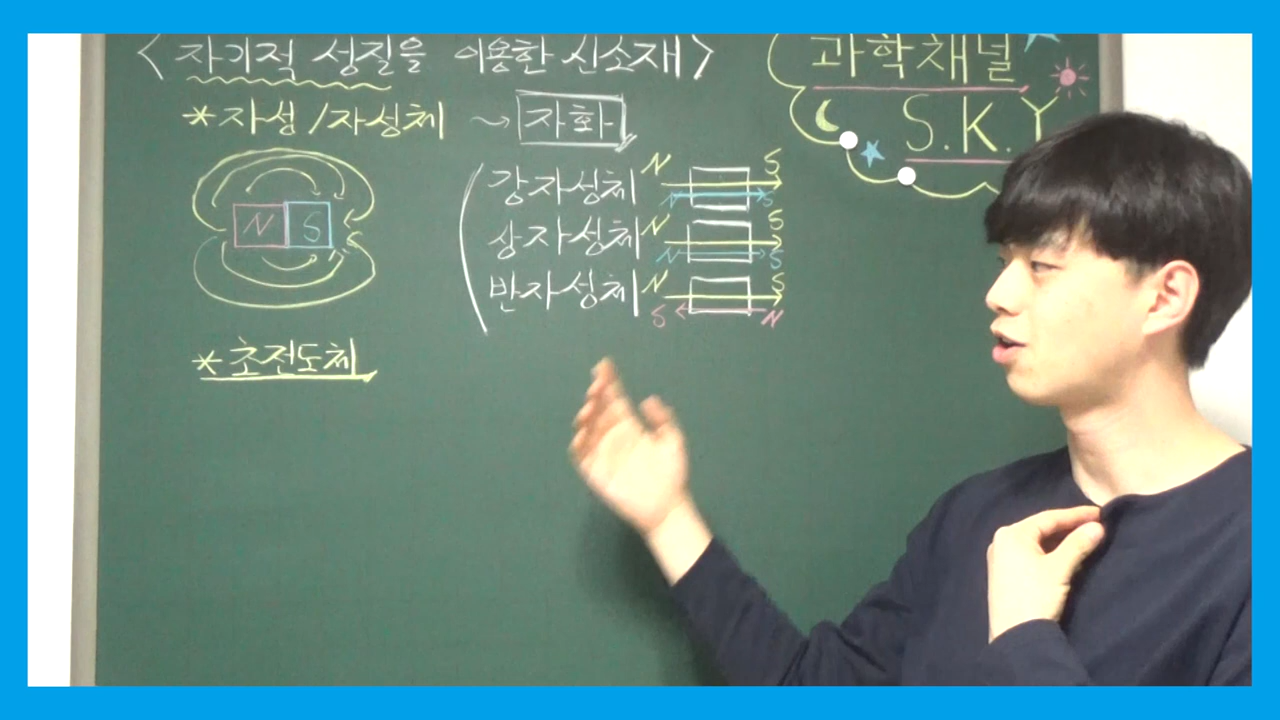 <자기적 성질을 이용한 신소재>
과학채널
S.K.Y
*자성/자성체 → 자화
N S
강자성체 N S
N S
상자성체 N S
N S
반자성체 N S
S N
*초전도체